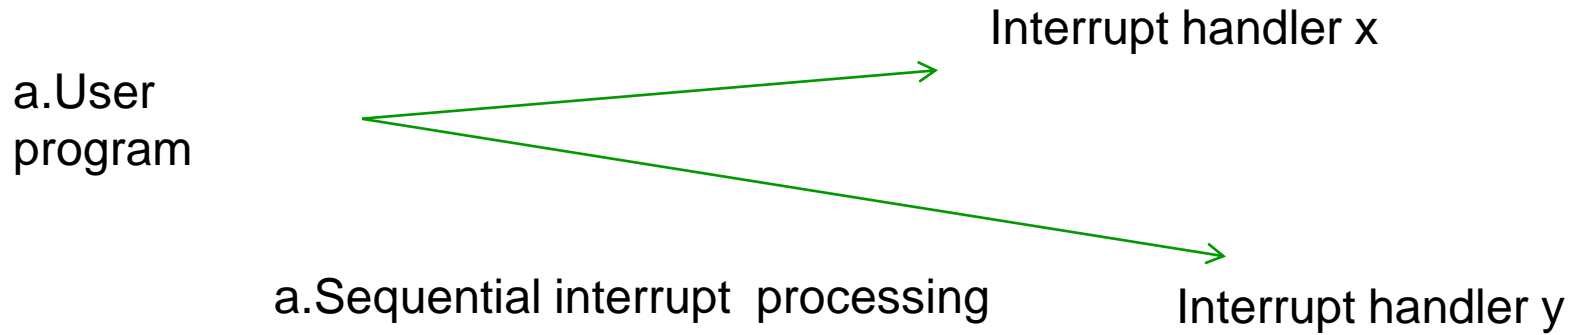 Interrupt handler x
a.User
program
a.Sequential interrupt  processing
Interrupt handler y